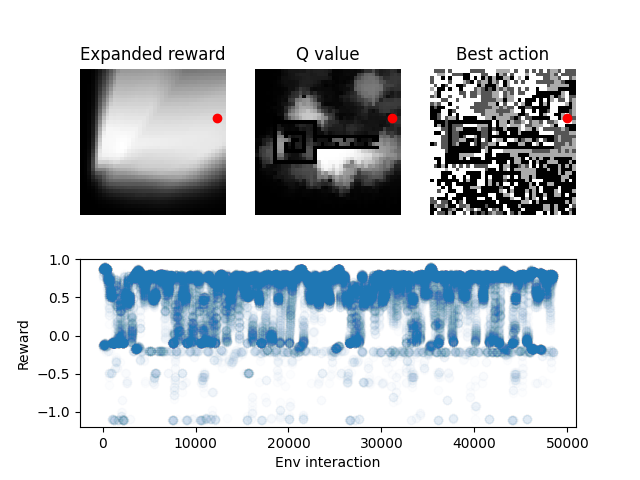 Expanded reward
Q value
Best action
1.0
0.5
0.0
−0.5
−1.0
Reward
0
10000
20000
30000
40000
50000
Env interaction